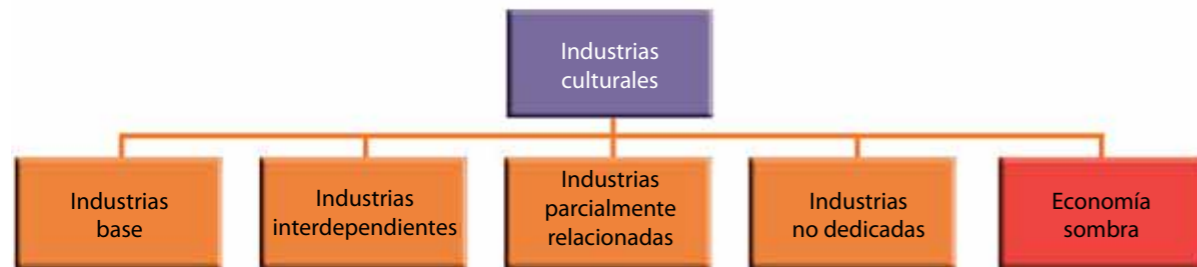 Industrias
culturales
Industrias
base
Industrias
interdependientes
Industrias
parcialmente
relacionadas
Industrias
no dedicadas
Economía
sombra